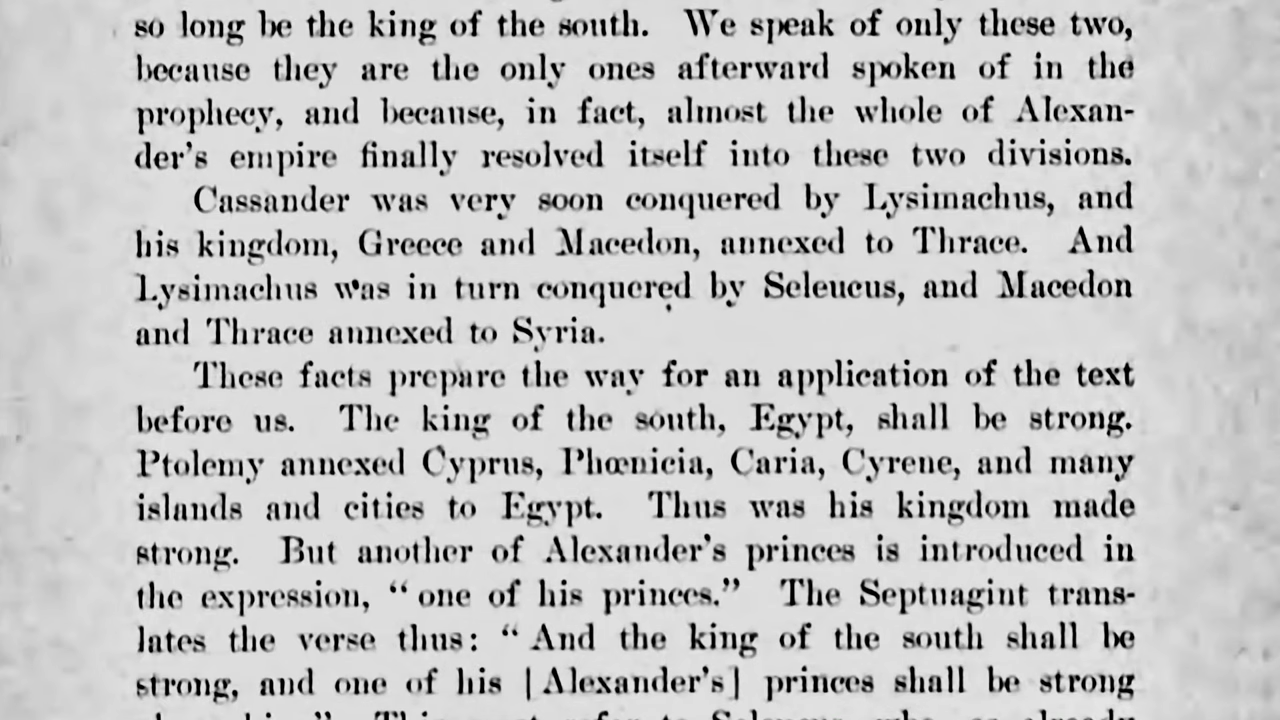 so long be the king of the south. We speak of only these two,
because they are the only ones afterward spoken of in the
prophecy, and because, in fact, almost the whole of Alexan-
der's empire finally resolved itself into these two divisions.
Cassander was very soon conquered by Lysimachus, and
his kingdom, Greece and Macedon, annexed to Thrace. And
Lysimachus was in turn conquered by Seleucus, and Macedon
and Thrace annexed to Syria.
These facts prepare the way for an application of the text
before us. The king of the south, Egypt, shall be strong.
Ptolemy annexed Cyprus, Phœnicia, Caria, Cyrene, and many
islands and cities to Egypt. Thus was his kingdom made
strong. But another of Alexander's princes is introduced in
the expression, “one of his princes.” The Septuagint trans-
lates the verse thus: “And the king of the south shall be
strong, and one of his [Alexander's] princes shall be strong